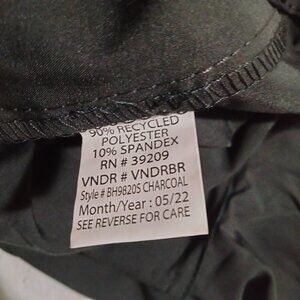 90% RECYCLED
POLYESTER
10% SPANDEX
RN # 39209
VNDR # VNDRBR
Style # BH9820S CHARCOAL
Month/Year : 05/22
SEE REVERSE FOR CARE